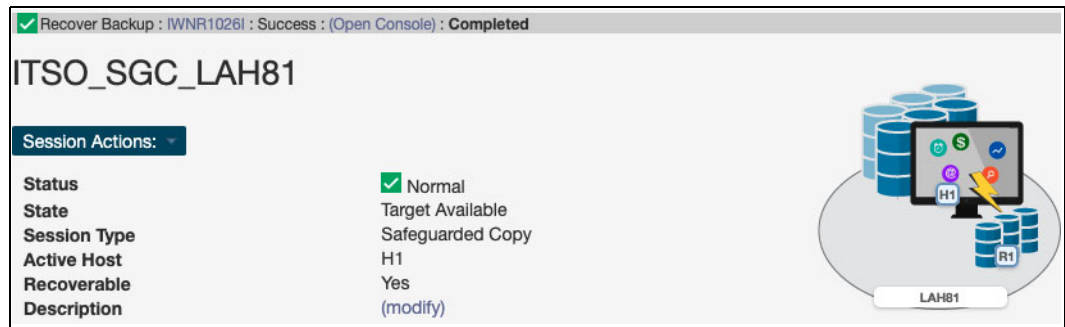 Recover Backup : IWNR1026I : Success : (Open Console) : Completed
ITSO_SGC_LAH81
Session Actions:
Status Normal
State Target Available
Session Type Safeguarded Copy
Active Host H1
Recoverable Yes
Description (modify)
$
@
H1
R1
LAH81